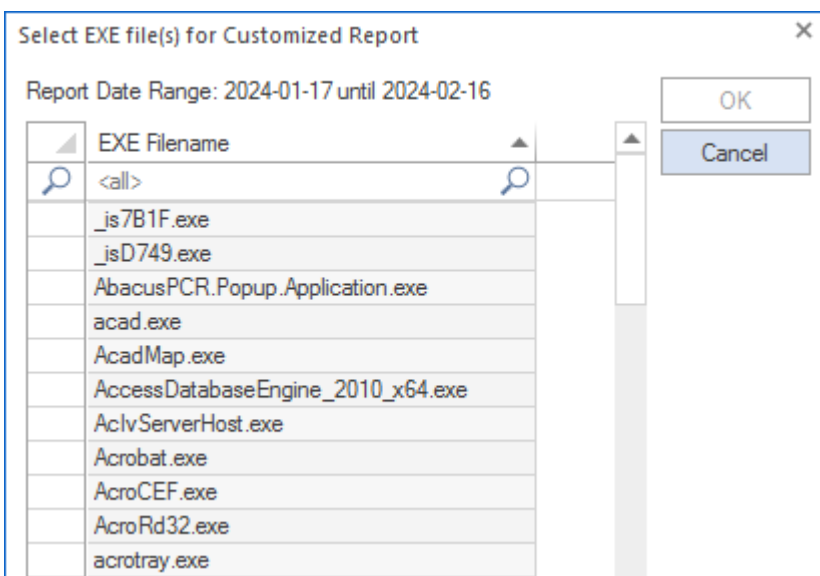 Select EXE file(s) for Customized Report
Report Date Range: 2024-01-17 until 2024-02-16
OK
Cancel
EXE Filename
<all>
_is7B1F.exe
_isD749.exe
AbacusPCR.Popup.Application.exe
acad.exe
AcadMap.exe
AccessDatabaseEngine_2010_x64.exe
AclvServerHost.exe
Acrobat.exe
AcroCEF.exe
AcroRd32.exe
acrotray.exe